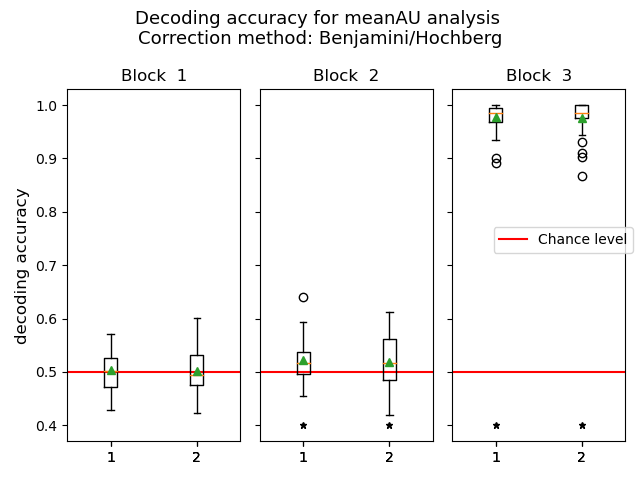 Decoding accuracy for meanAU analysis
Correction method: Benjamini/Hochberg
Block 1
Block 2
Block 3
decoding accuracy
1.0
0.9
0.8
0.7
0.6
0.5
0.4
Chance level
1 2
1 2
1 2